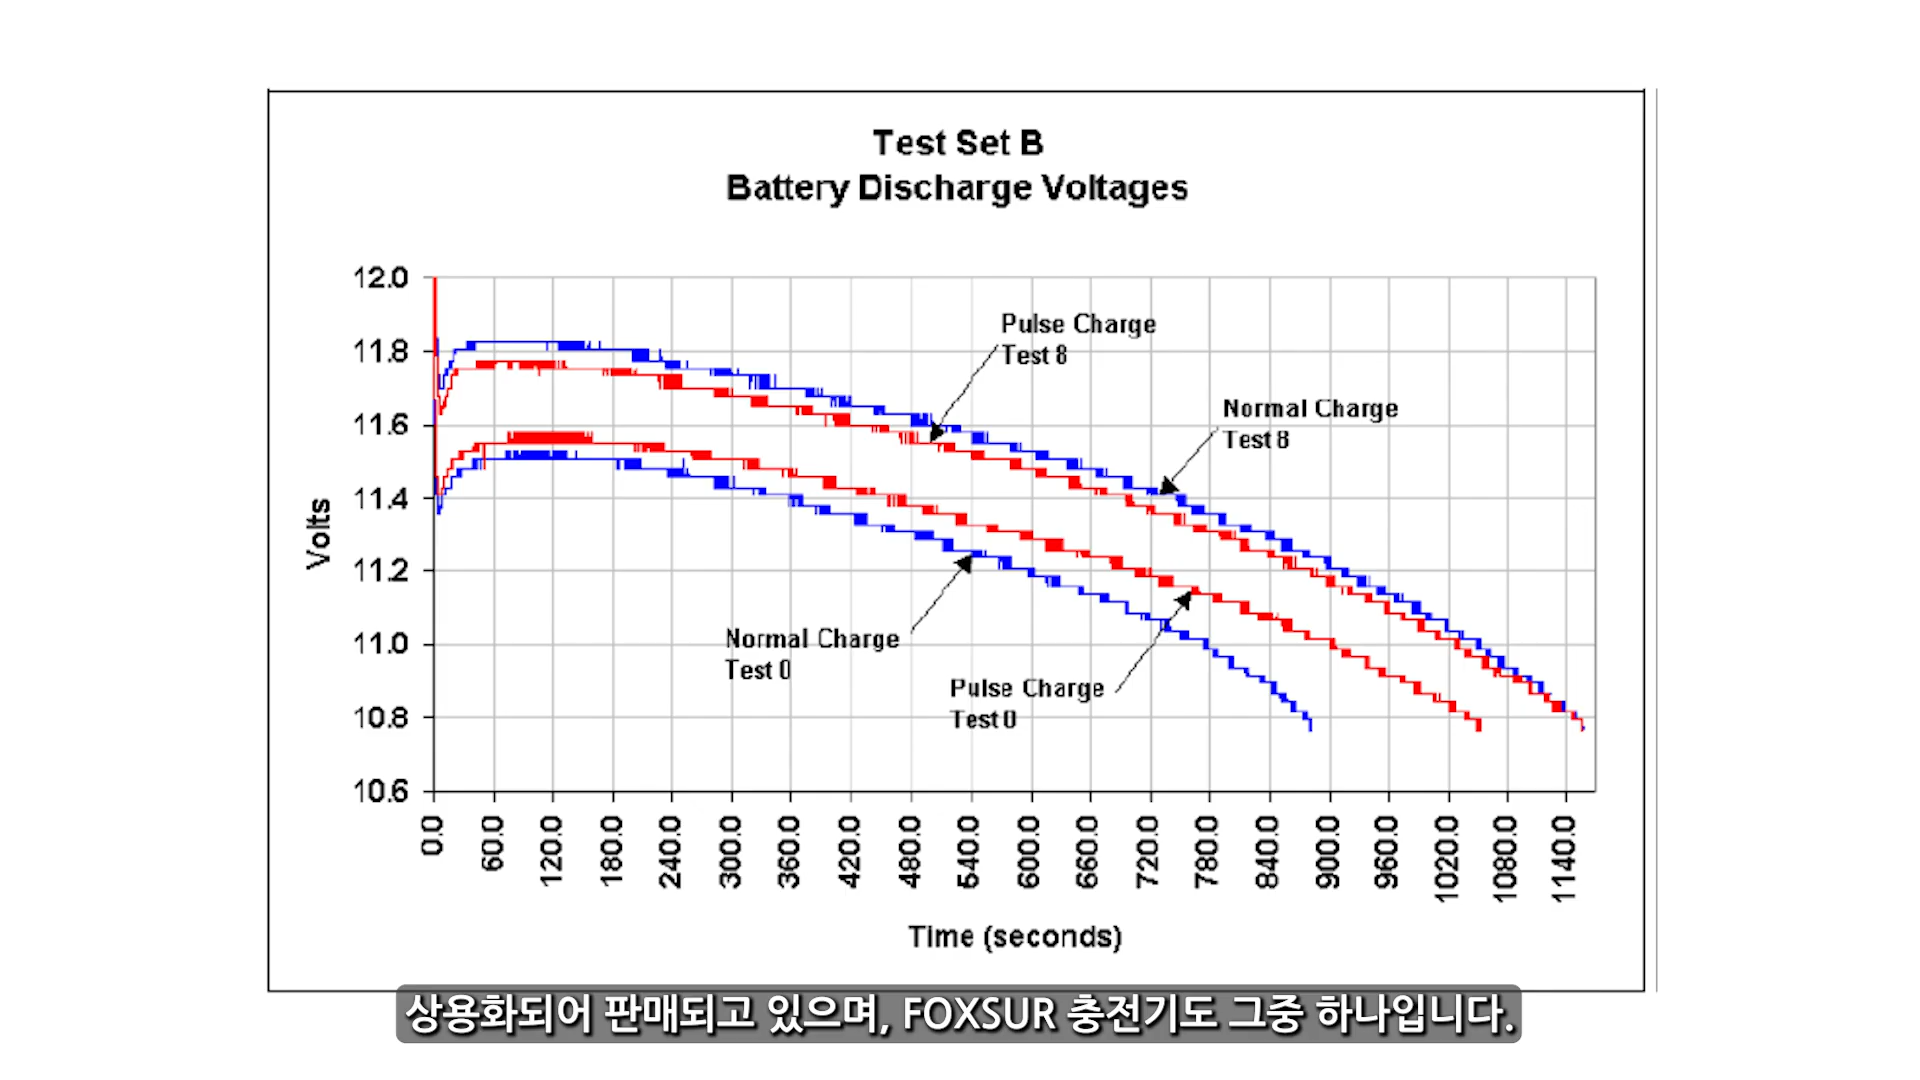 Test Set B
Battery Discharge Voltages
12.0
11.8
11.6
11.4
11.2
11.0
10.8
10.6
Volts
Pulse Charge
Test 8
Normal Charge
Test 8
Normal Charge
Test 0
Pulse Charge
Test 0
0.0
60.0
120.0
180.0
240.0
300.0
360.0
420.0
480.0
540.0
600.0
660.0
720.0
780.0
840.0
900.0
960.0
1020.0
1080.0
1140.0
Time (seconds)
상용화되어 판매되고 있으며, FOXSUR 충전기도 그중 하나입니다.